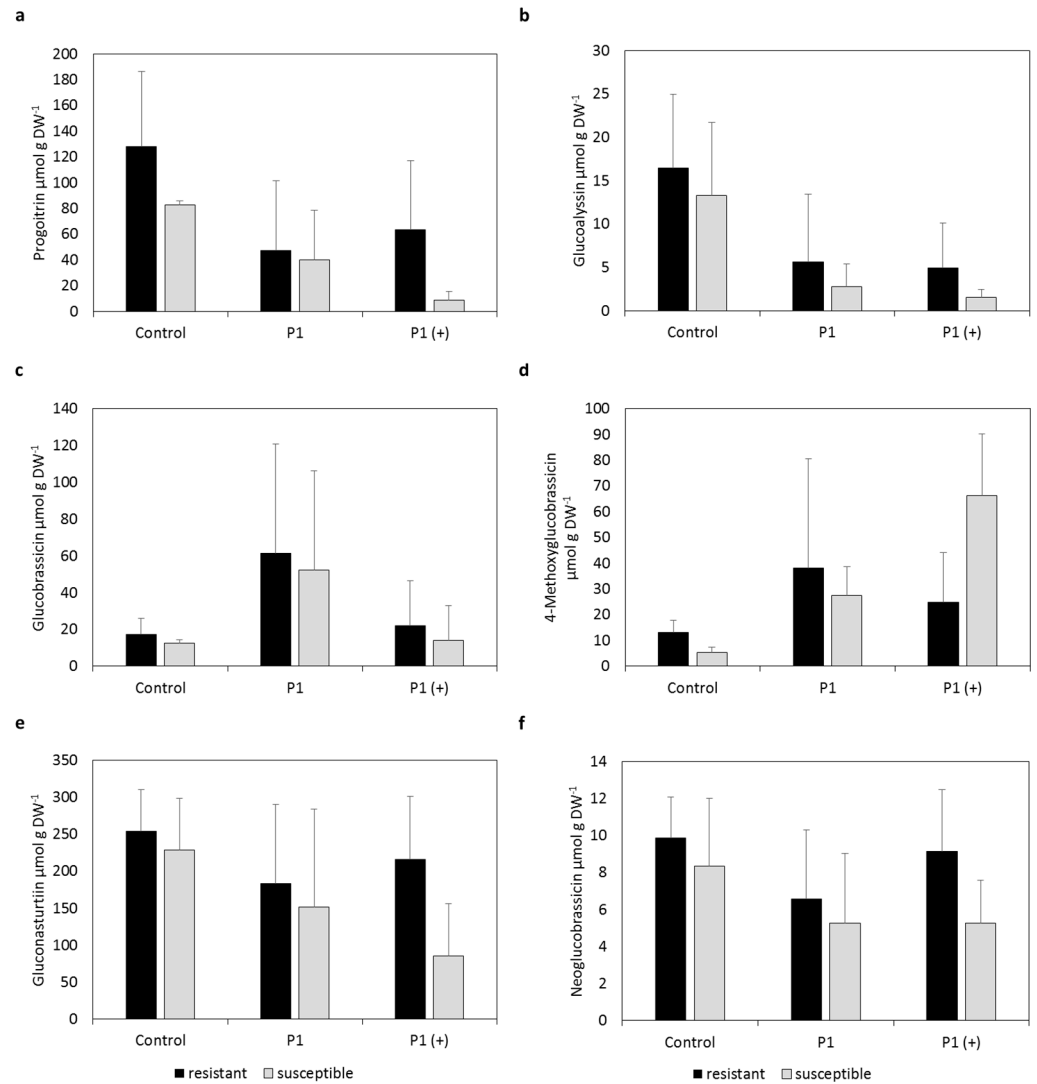 a
Progoitrin µmol g DW-1
200
180
160
140
120
100
80
60
40
20
0
Control P1 P1 (+)
b
Glucoalyssin µmol g DW-1
30
25
20
15
10
5
0
Control P1 P1 (+)
c
Glucobrassicin µmol g DW-1
140
120
100
80
60
40
20
0
Control P1 P1 (+)
d
4-Methoxyglucobrassicin
µmol g DW-1
100
90
80
70
60
50
40
30
20
10
0
Control P1 P1 (+)
e
Gluconasturtiin µmol g DW-1
350
300
250
200
150
100
50
0
Control P1 P1 (+)
resistant susceptible
f
Neoglucobrassicin µmol g DW-1
14
12
10
8
6
4
2
0
Control P1 P1 (+)
resistant susceptible